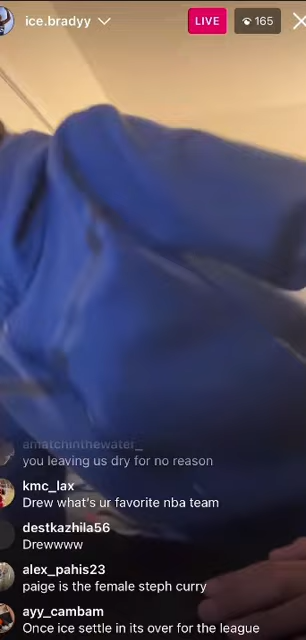 ice.bradyy
LIVE
165
amatchinthewater_
you leaving us dry for no reason
kmc_lax
Drew what's ur favorite nba team
destkazhila56
Drewwww
alex_pahis23
paige is the female steph curry
ayy_cambam
Once ice settle in its over for the league